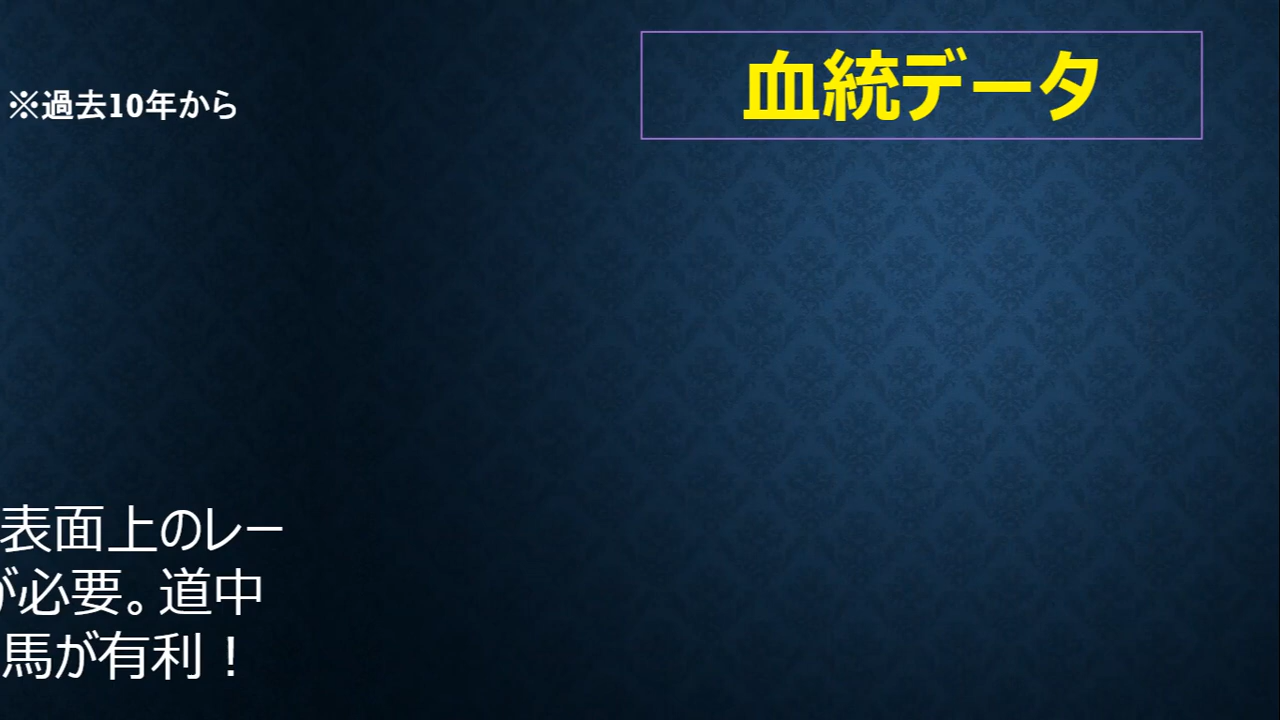 血統データ
※過去10年から
表面上のレー
が必要。道中
馬が有利！